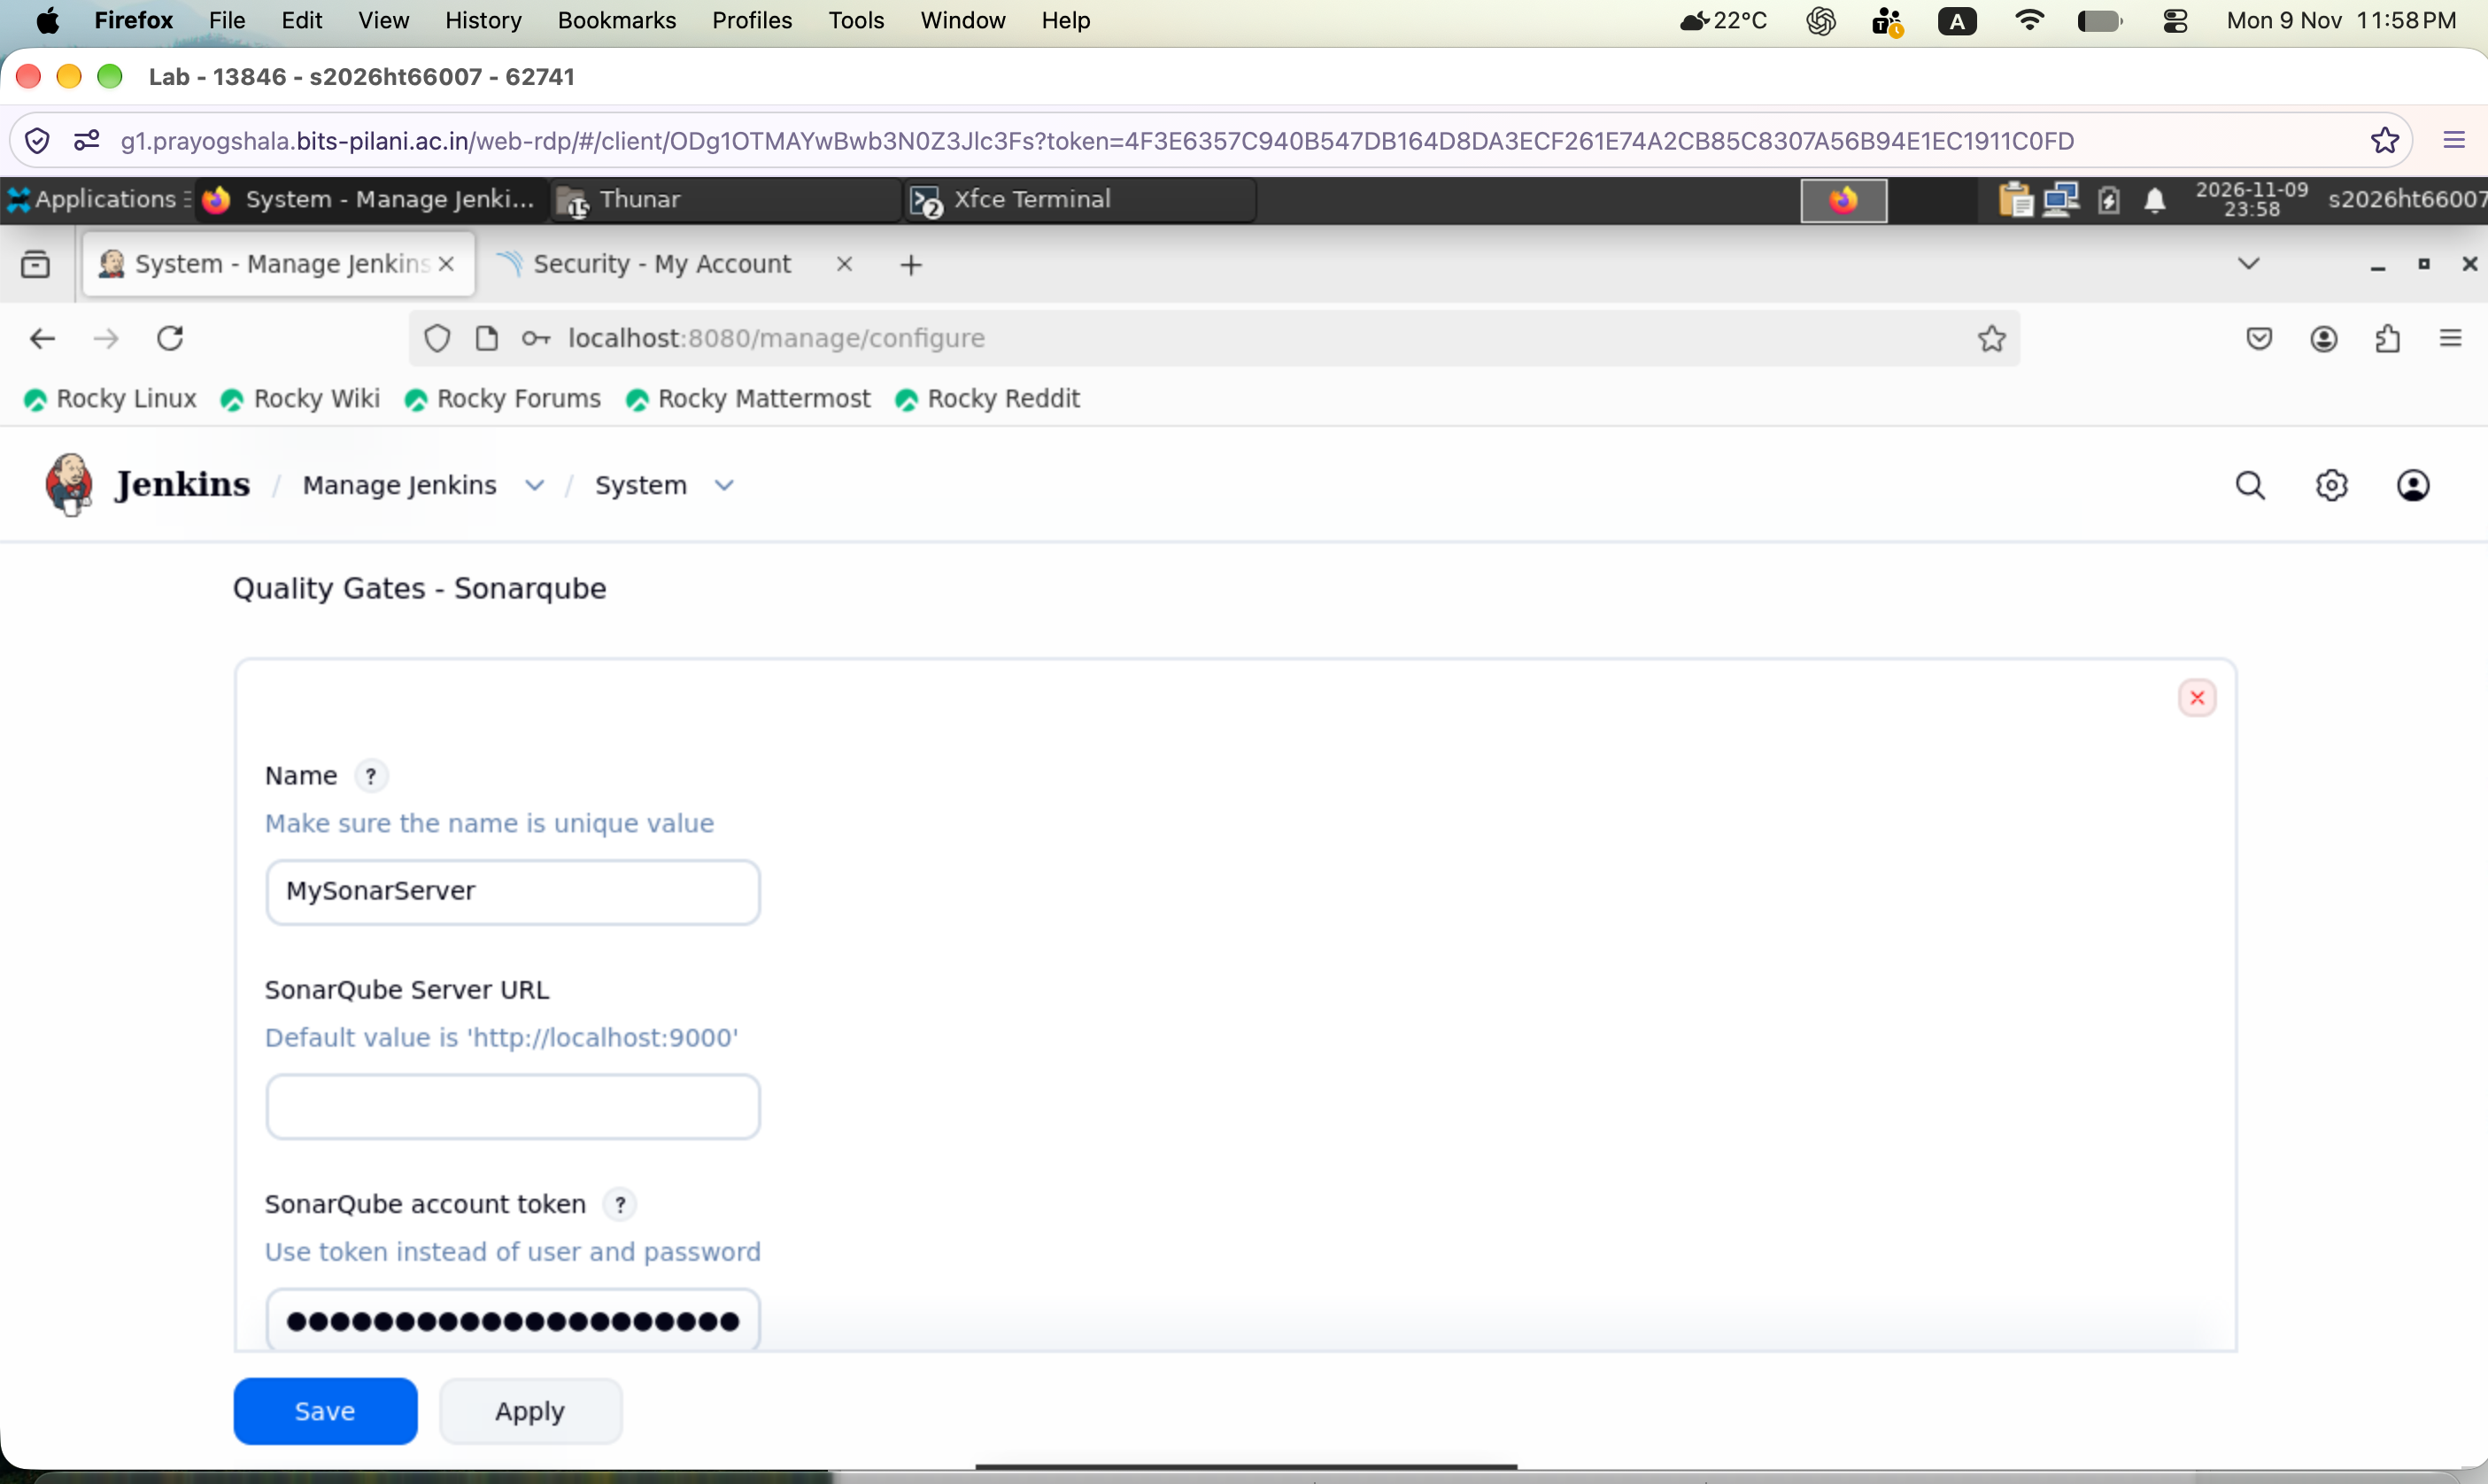 Firefox File Edit View History Bookmarks Profiles Tools Window Help 22°C A Mon 9 Nov 11:58 PM
Lab - 13846 - s2026ht66007 - 62741
g1.prayogshala.bits-pilani.ac.in/web-rdp/#/client/ODg1OTMAYwBwb3N0Z3Jlc3Fs?token=4F3E6357C940B547DB164D8DA3ECF261E74A2CB85C8307A56B94E1EC1911C0FD
Applications System - Manage Jenki... 15 Thunar 2 Xfce Terminal 2026-11-09 23:58 s2026ht66007
System - Manage Jenkins Security - My Account
localhost:8080/manage/configure
Rocky Linux Rocky Wiki Rocky Forums Rocky Mattermost Rocky Reddit
Jenkins / Manage Jenkins / System
Quality Gates - Sonarqube
Name ?
Make sure the name is unique value
MySonarServer
SonarQube Server URL
Default value is 'http://localhost:9000'
SonarQube account token ?
Use token instead of user and password
●●●●●●●●●●●●●●●●●●●●●
Save Apply